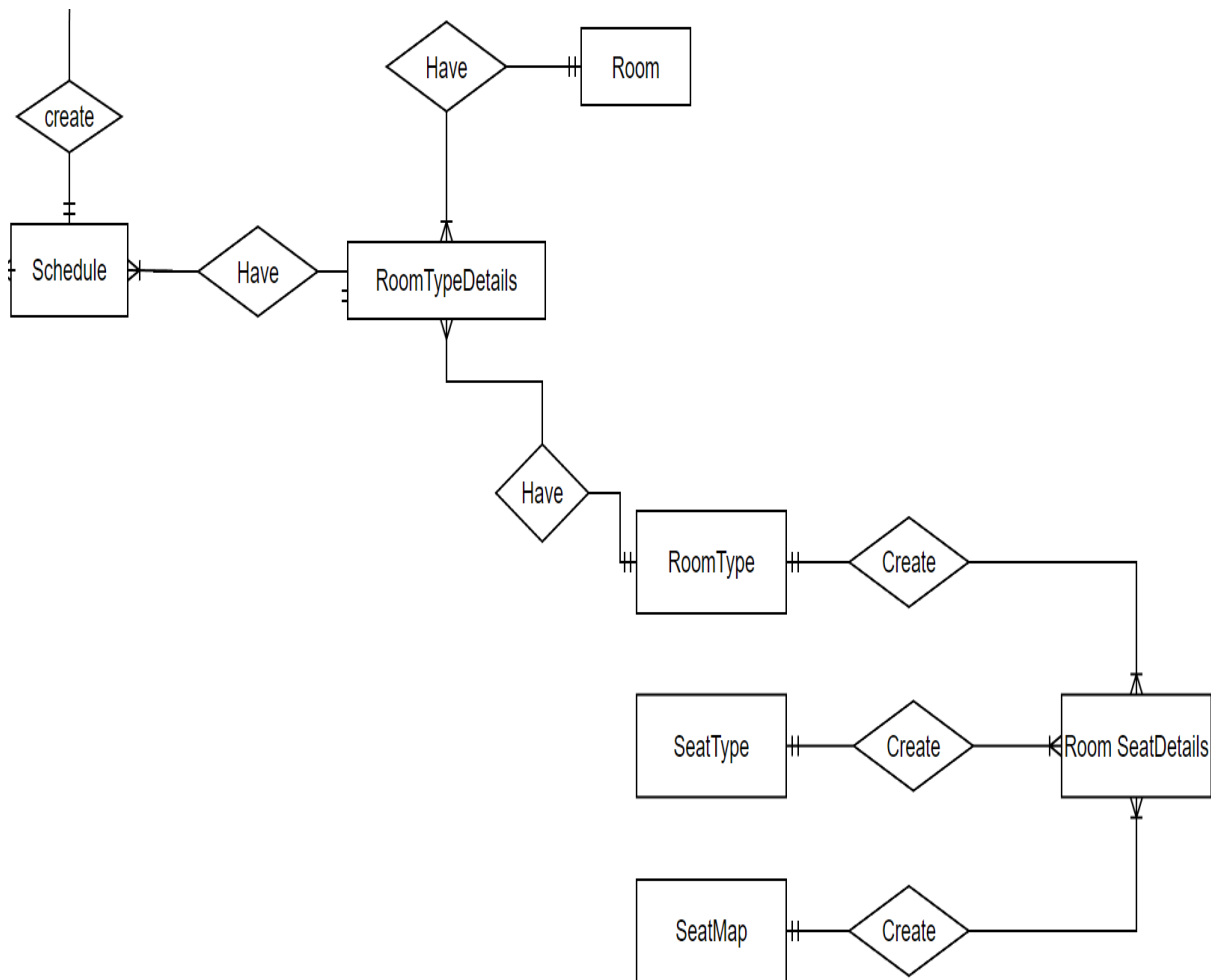 Have
Room
create
Schedule
Have
RoomTypeDetails
Have
RoomType
Create
SeatType
Create
Room SeatDetails
SeatMap
Create